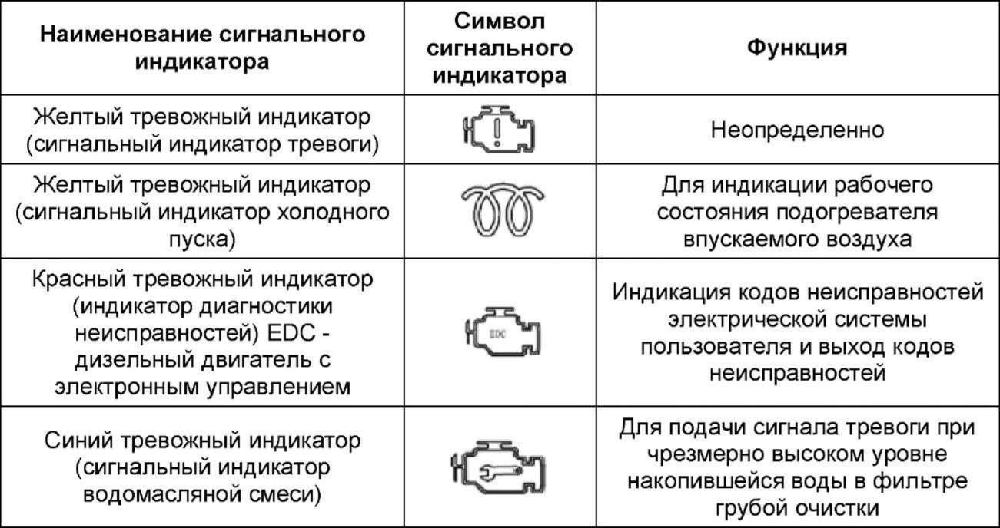 Наименование сигнального
индикатора
Символ
сигнального
индикатора
Функция
Желтый тревожный индикатор
(сигнальный индикатор тревоги)
Неопределенно
Желтый тревожный индикатор
(сигнальный индикатор холодного
пуска)
Для индикации рабочего
состояния подогревателя
впускаемого воздуха
Красный тревожный индикатор
(индикатор диагностики
неисправностей) EDC -
дизельный двигатель с
электронным управлением
EDC
Индикация кодов неисправностей
электрической системы
пользователя и выход кодов
неисправностей
Синий тревожный индикатор
(сигнальный индикатор
водомасляной смеси)
Для подачи сигнала тревоги при
чрезмерно высоком уровне
накопившейся воды в фильтре
грубой очистки